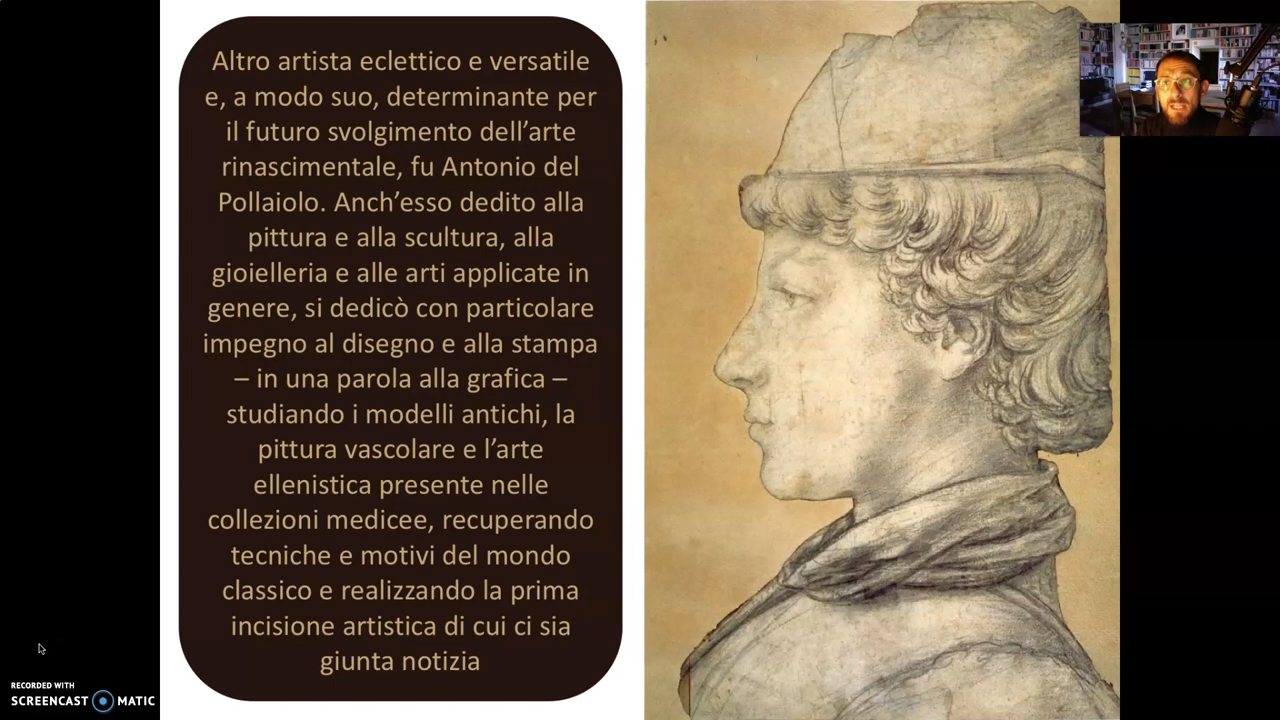 Altro artista eclettico e versatile
e, a modo suo, determinante per
il futuro svolgimento dell’arte
rinascimentale, fu Antonio del
Pollaiolo. Anch’esso dedito alla
pittura e alla scultura, alla
gioielleria e alle arti applicate in
genere, si dedicò con particolare
impegno al disegno e alla stampa
– in una parola alla grafica –
studiando i modelli antichi, la
pittura vascolare e l’arte
ellenistica presente nelle
collezioni medicee, recuperando
tecniche e motivi del mondo
classico e realizzando la prima
incisione artistica di cui ci sia
giunta notizia
RECORDED WITH
SCREENCAST MATIC